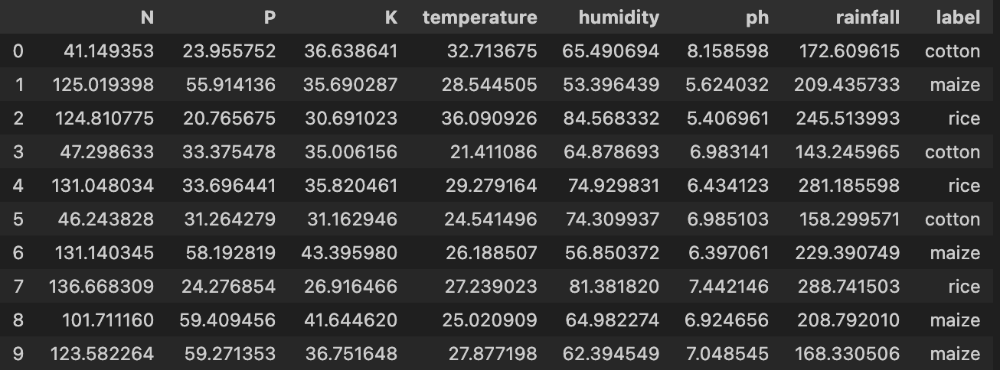 N P K temperature humidity ph rainfall label
0 41.149353 23.955752 36.638641 32.713675 65.490694 8.158598 172.609615 cotton
1 125.019398 55.914136 35.690287 28.544505 53.396439 5.624032 209.435733 maize
2 124.810775 20.765675 30.691023 36.090926 84.568332 5.406961 245.513993 rice
3 47.298633 33.375478 35.006156 21.411086 64.878693 6.983141 143.245965 cotton
4 131.048034 33.696441 35.820461 29.279164 74.929831 6.434123 281.185598 rice
5 46.243828 31.264279 31.162946 24.541496 74.309937 6.985103 158.299571 cotton
6 131.140345 58.192819 43.395980 26.188507 56.850372 6.397061 229.390749 maize
7 136.668309 24.276854 26.916466 27.239023 81.381820 7.442146 288.741503 rice
8 101.711160 59.409456 41.644620 25.020909 64.982274 6.924656 208.792010 maize
9 123.582264 59.271353 36.751648 27.877198 62.394549 7.048545 168.330506 maize